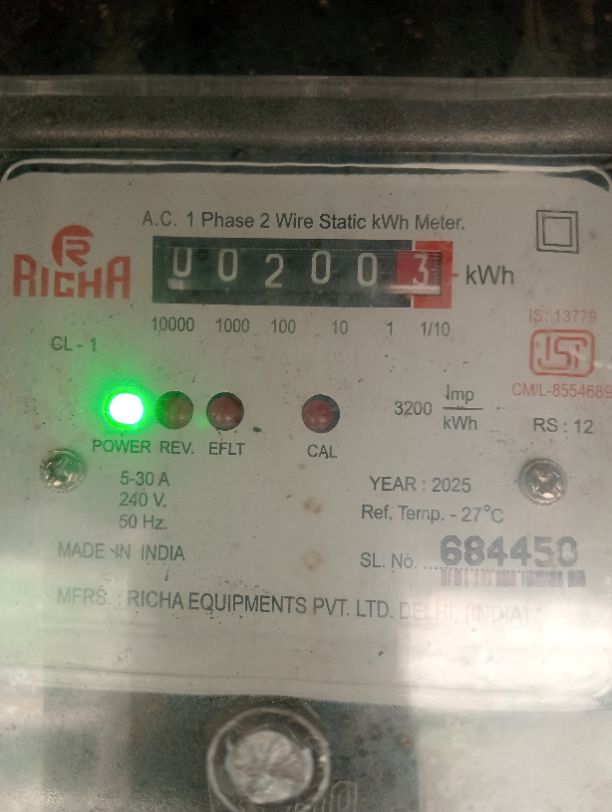 A.C. 1 Phase 2 Wire Static kWh Meter.
R
RICHA
0 0 2 0 0 3 kWh
10000 1000 100 10 1 1/10
CL - 1
IS : 13779
ISI
CM/L-8554689
3200 Imp/kWh
RS : 12
POWER REV. EFLT CAL
5-30 A
240 V.
50 Hz.
YEAR : 2025
Ref. Temp. - 27°C
MADE IN INDIA
SL. No. 684450
MFRS : RICHA EQUIPMENTS PVT. LTD. DELHI, (INDIA)